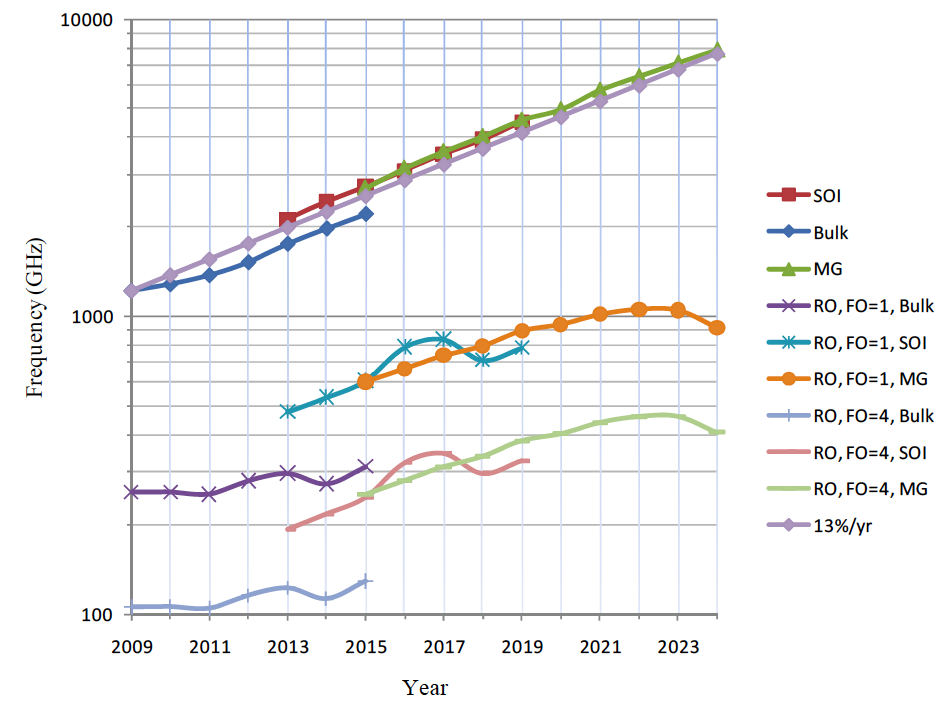 10000
1000
100
Frequency (GHz)
2009 2011 2013 2015 2017 2019 2021 2023
Year
SOI
Bulk
MG
RO, FO=1, Bulk
RO, FO=1, SOI
RO, FO=1, MG
RO, FO=4, Bulk
RO, FO=4, SOI
RO, FO=4, MG
13%/yr